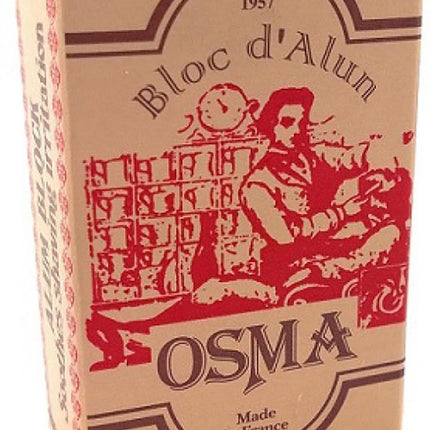 1957
Bloc d'Alun
OSMA
Made
France
ALUM BLOCK
soothes shaving irritation